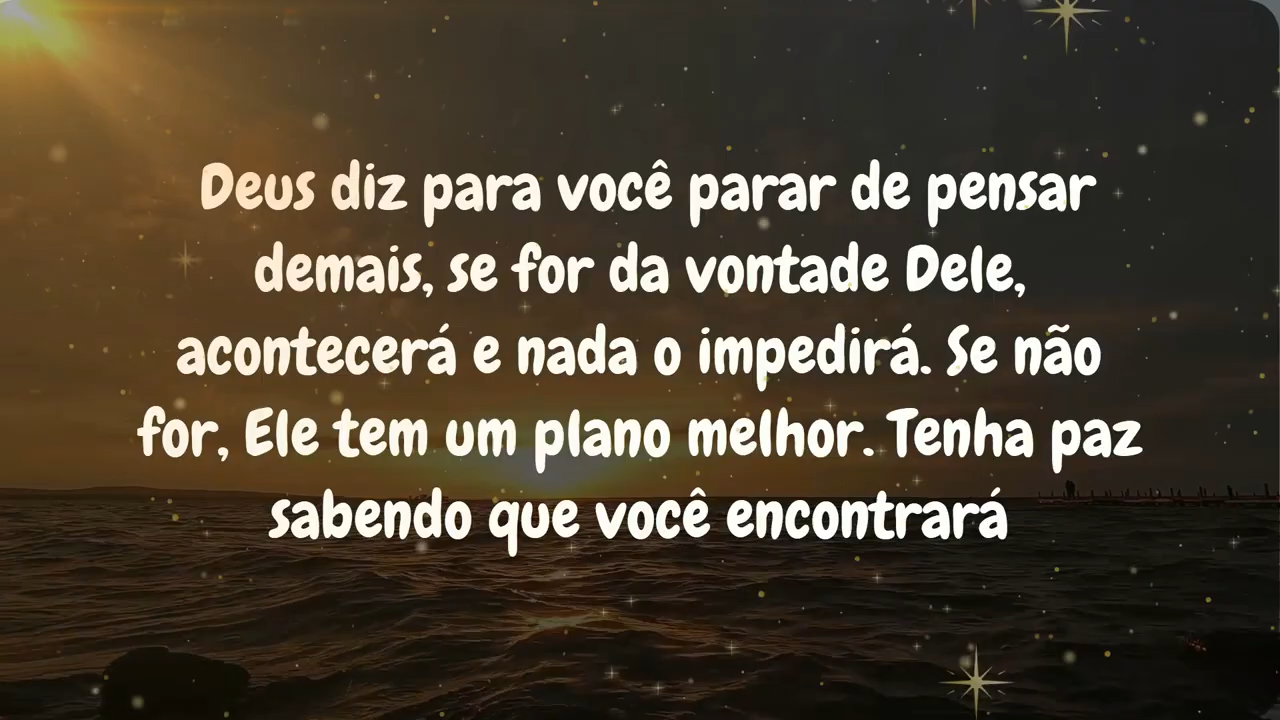 Deus diz para você parar de pensar
demais, se for da vontade Dele,
acontecerá e nada o impedirá. Se não
for, Ele tem um plano melhor. Tenha paz
sabendo que você encontrará